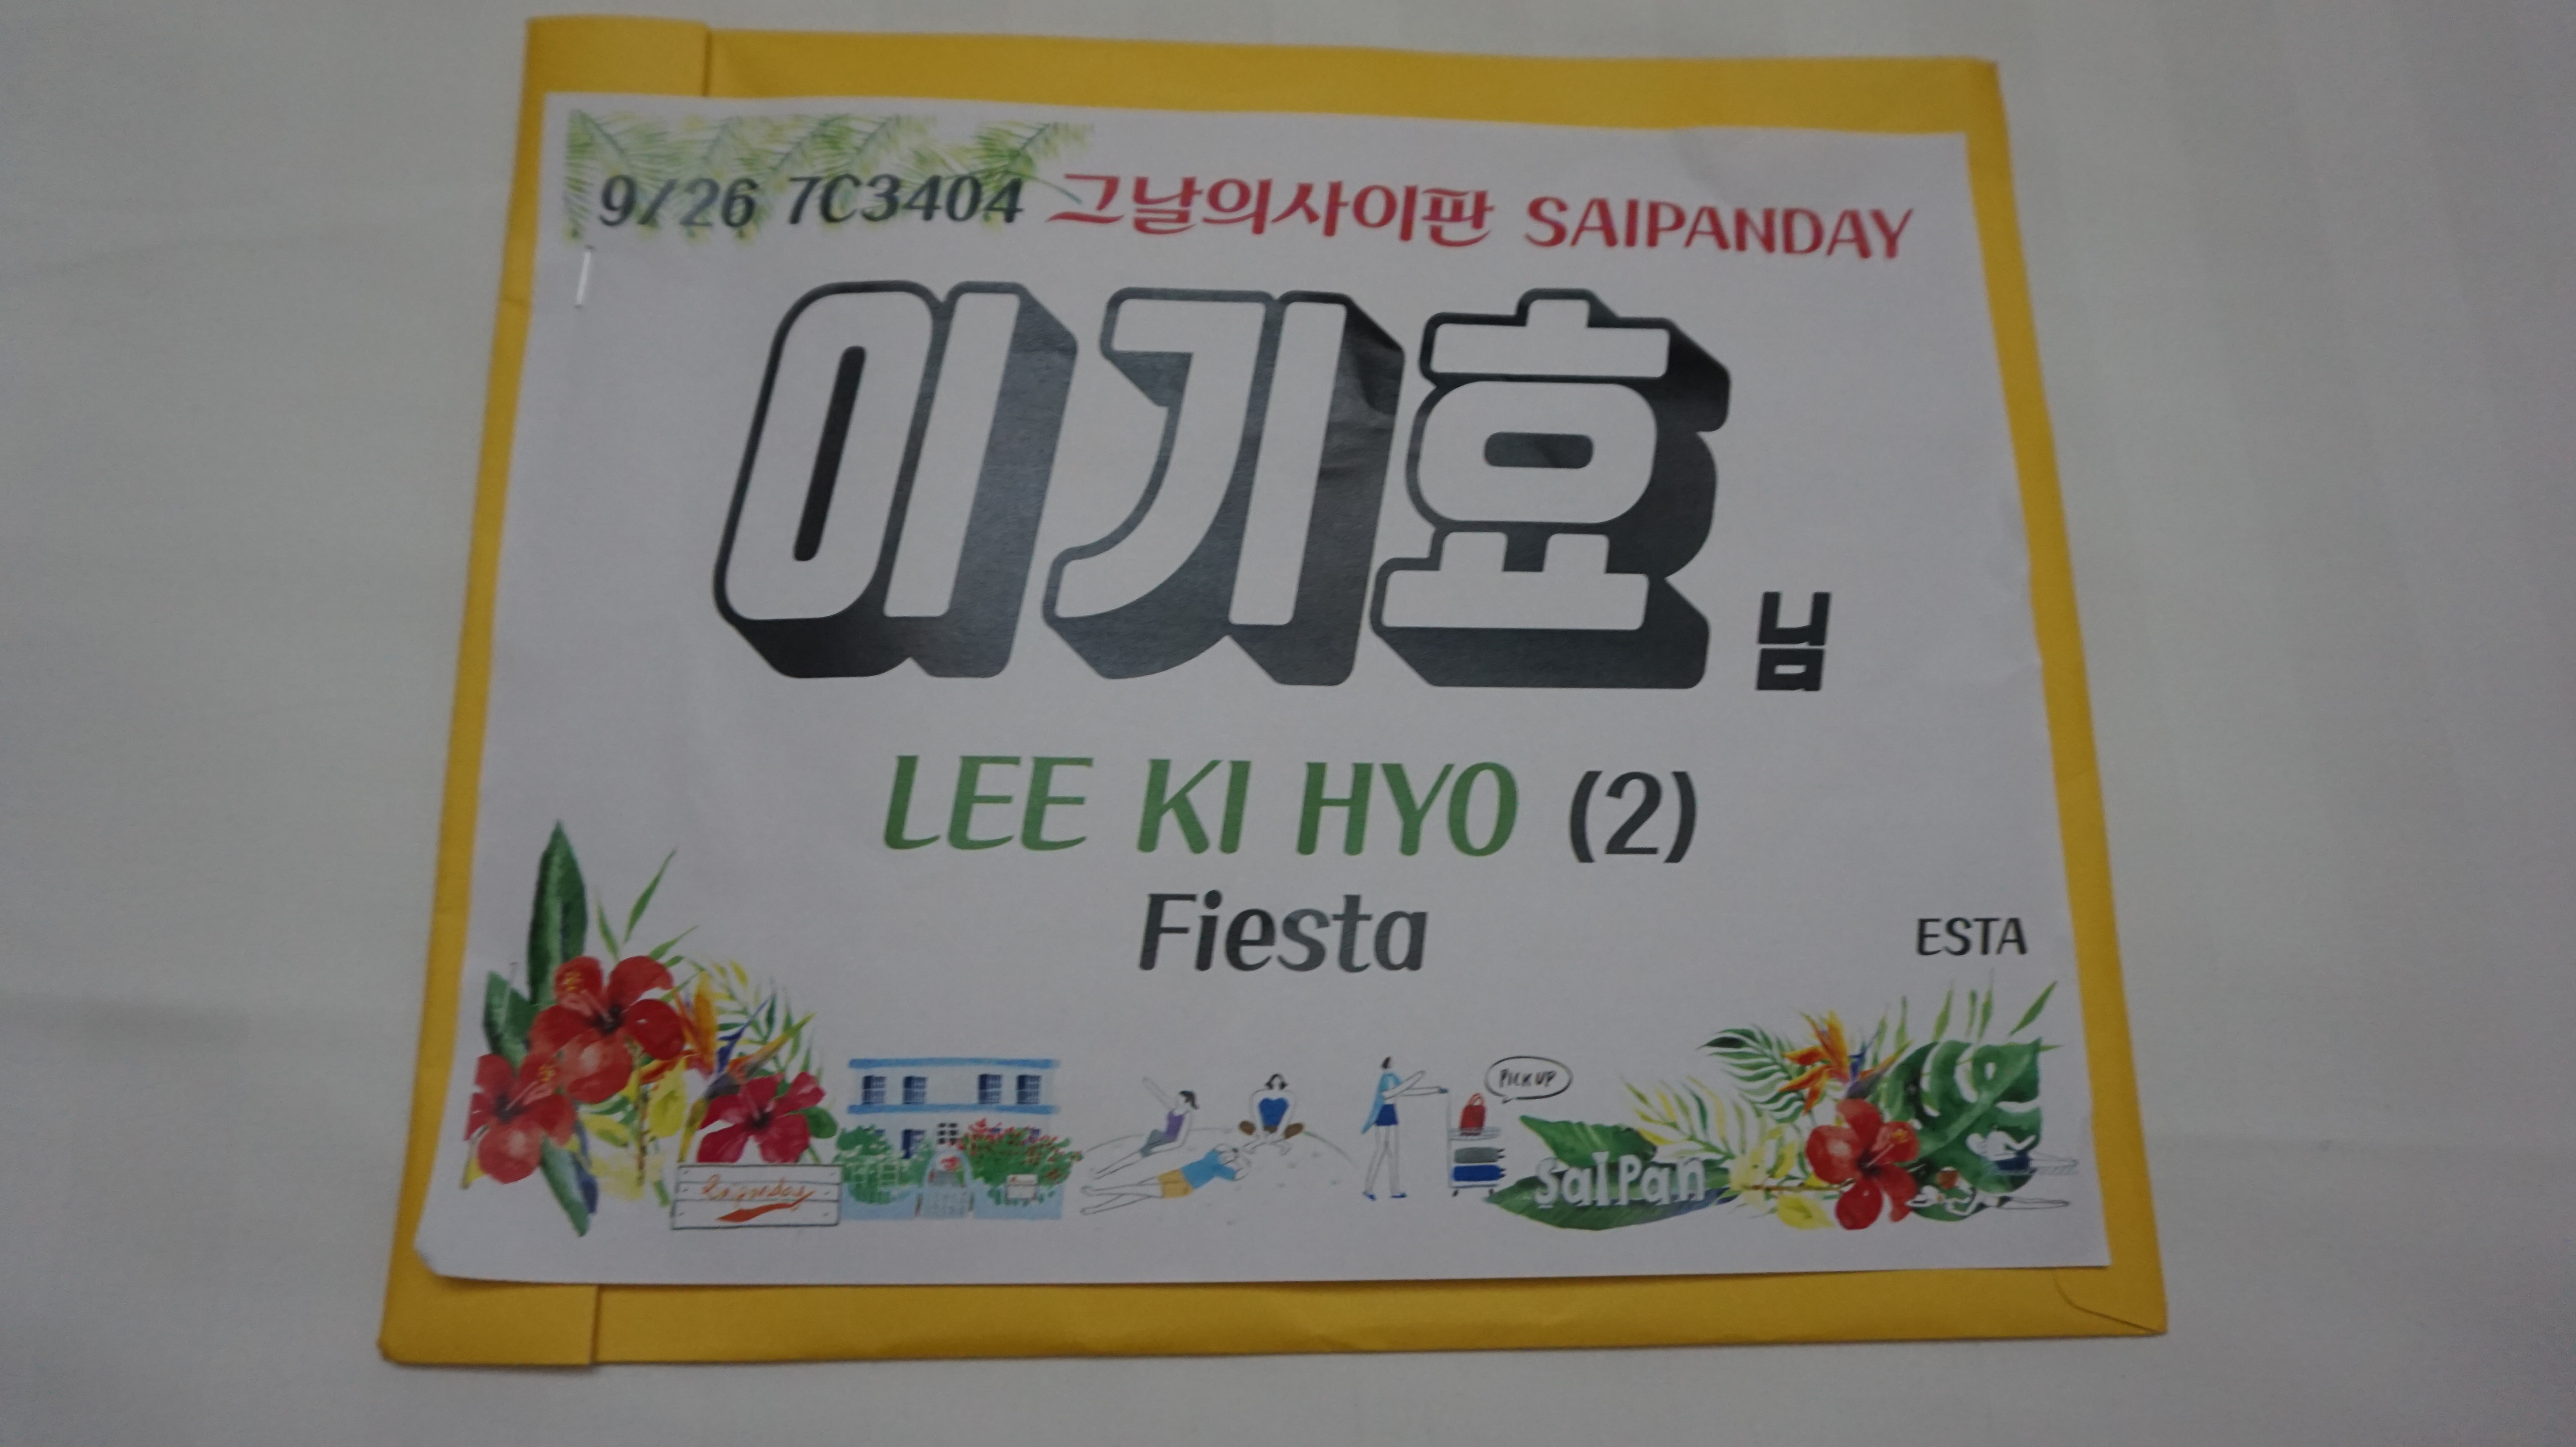 9/26 7C3404 그날의사이판 SAIPANDAY
이기효 님
LEE KI HYO (2)
Fiesta
ESTA
PICK UP
Saipanday
SaIPan